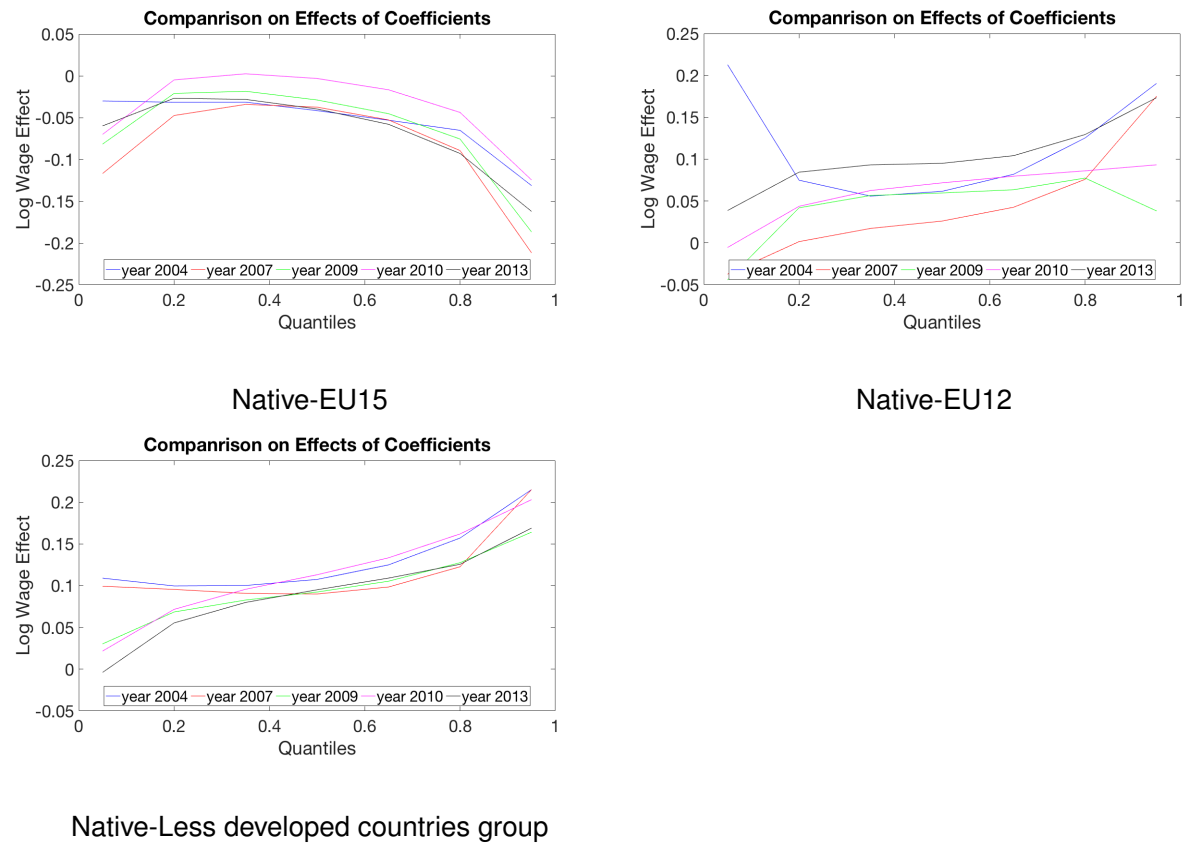 Companrison on Effects of Coefficients
0.05
0
-0.05
-0.1
-0.15
-0.2
-0.25
Log Wage Effect
year 2004 year 2007 year 2009 year 2010 year 2013
0 0.2 0.4 0.6 0.8 1
Quantiles
Native-EU15
Companrison on Effects of Coefficients
0.25
0.2
0.15
0.1
0.05
0
-0.05
Log Wage Effect
year 2004 year 2007 year 2009 year 2010 year 2013
0 0.2 0.4 0.6 0.8 1
Quantiles
Native-EU12
Companrison on Effects of Coefficients
0.25
0.2
0.15
0.1
0.05
0
-0.05
Log Wage Effect
year 2004 year 2007 year 2009 year 2010 year 2013
0 0.2 0.4 0.6 0.8 1
Quantiles
Native-Less developed countries group